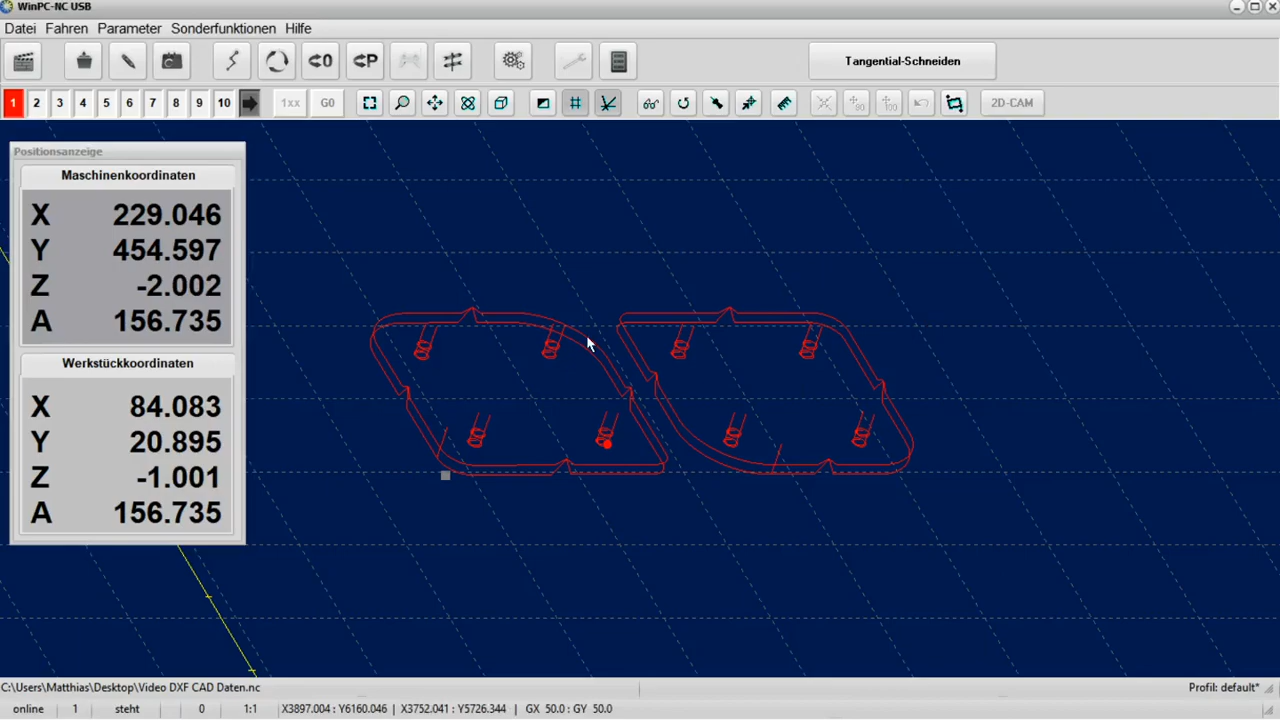 WinPC-NC USB
Datei Fahren Parameter Sonderfunktionen Hilfe
0 P Tangential-Schneiden
1 2 3 4 5 6 7 8 9 10 1xx G0 90 100 2D-CAM
Positionsanzeige
Maschinenkoordinaten
X 229.046
Y 454.597
Z -2.002
A 156.735
Werkstückkoordinaten
X 84.083
Y 20.895
Z -1.001
A 156.735
C:\Users\Matthias\Desktop\Video DXF CAD Daten.nc Profil: default*
online 1 steht 0 1:1 X3897.004 : Y6160.046 | X3752.041 : Y5726.344 | GX 50.0 : GY 50.0